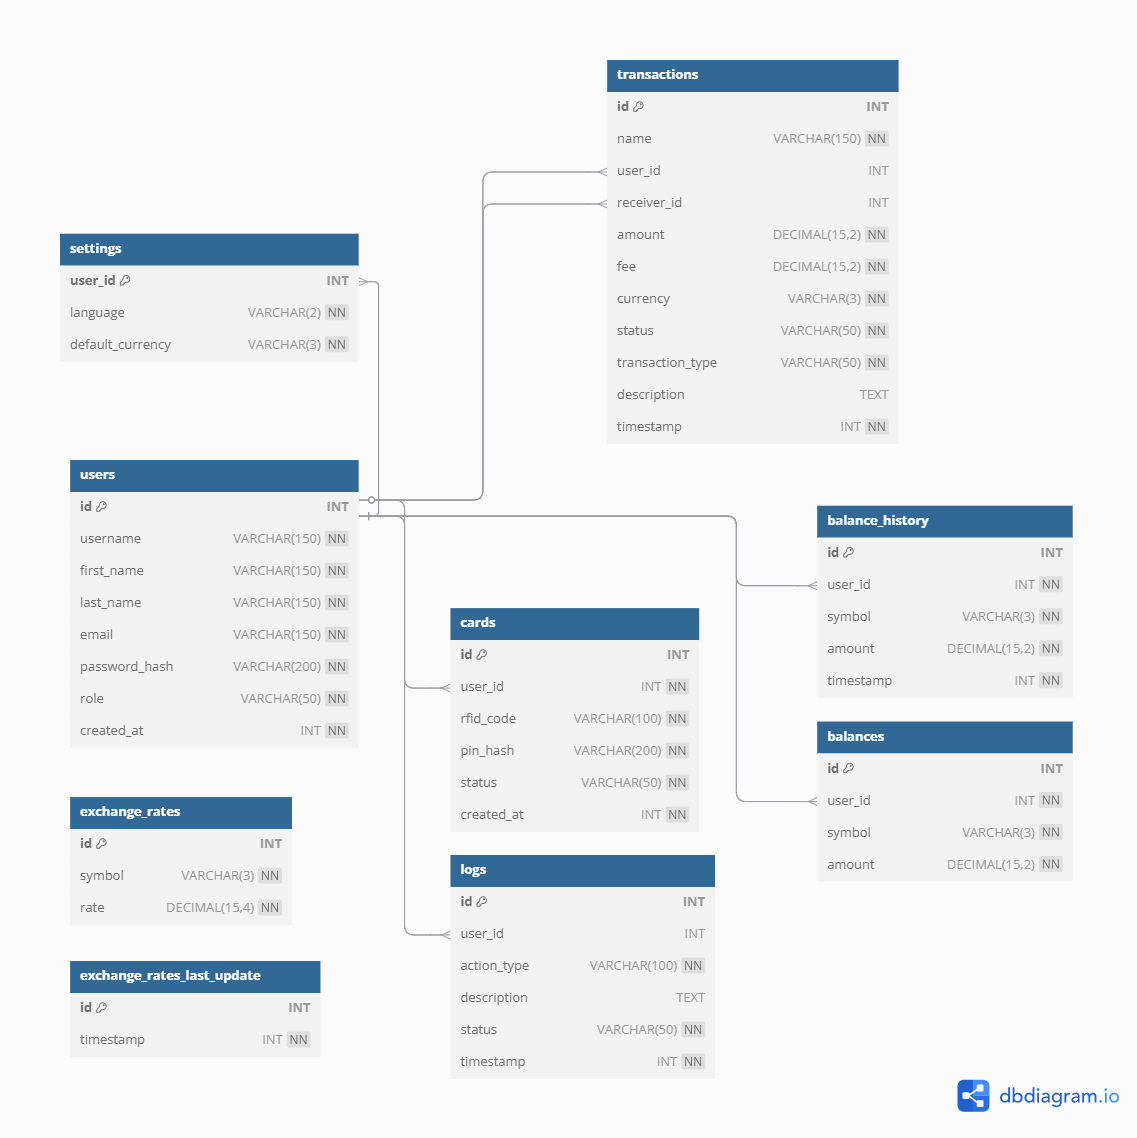 transactions
id INT
name VARCHAR(150) NN
user_id INT
receiver_id INT
amount DECIMAL(15,2) NN
fee DECIMAL(15,2) NN
currency VARCHAR(3) NN
status VARCHAR(50) NN
transaction_type VARCHAR(50) NN
description TEXT
timestamp INT NN
settings
user_id INT
language VARCHAR(2) NN
default_currency VARCHAR(3) NN
users
id INT
username VARCHAR(150) NN
first_name VARCHAR(150) NN
last_name VARCHAR(150) NN
email VARCHAR(150) NN
password_hash VARCHAR(200) NN
role VARCHAR(50) NN
created_at INT NN
balance_history
id INT
user_id INT NN
symbol VARCHAR(3) NN
amount DECIMAL(15,2) NN
timestamp INT NN
cards
id INT
user_id INT NN
rfid_code VARCHAR(100) NN
pin_hash VARCHAR(200) NN
status VARCHAR(50) NN
created_at INT NN
balances
id INT
user_id INT NN
symbol VARCHAR(3) NN
amount DECIMAL(15,2) NN
exchange_rates
id INT
symbol VARCHAR(3) NN
rate DECIMAL(15,4) NN
logs
id INT
user_id INT
action_type VARCHAR(100) NN
description TEXT
status VARCHAR(50) NN
timestamp INT NN
exchange_rates_last_update
id INT
timestamp INT NN
dbdiagram.io